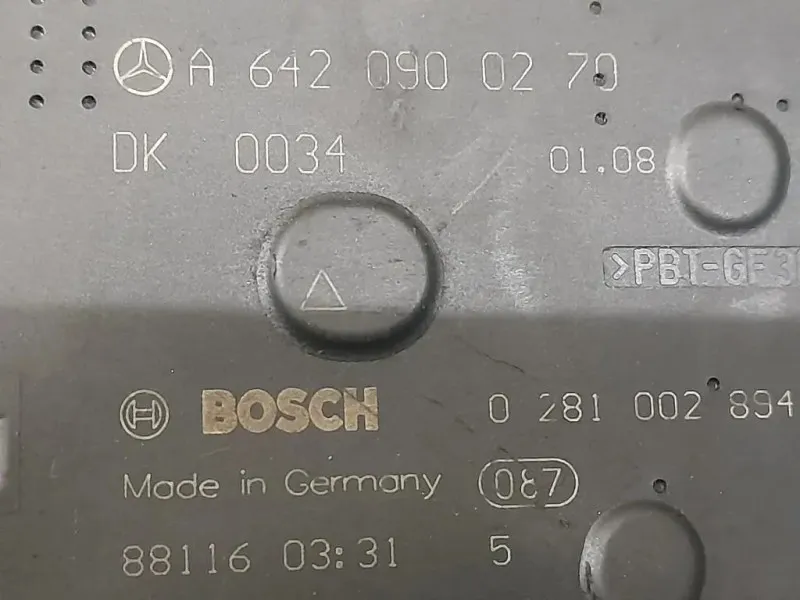 A 642 090 02 70
DK 0034 01.08
>PBT-GF3
BOSCH 0 281 002 894
Made in Germany 087
88116 03:31 5